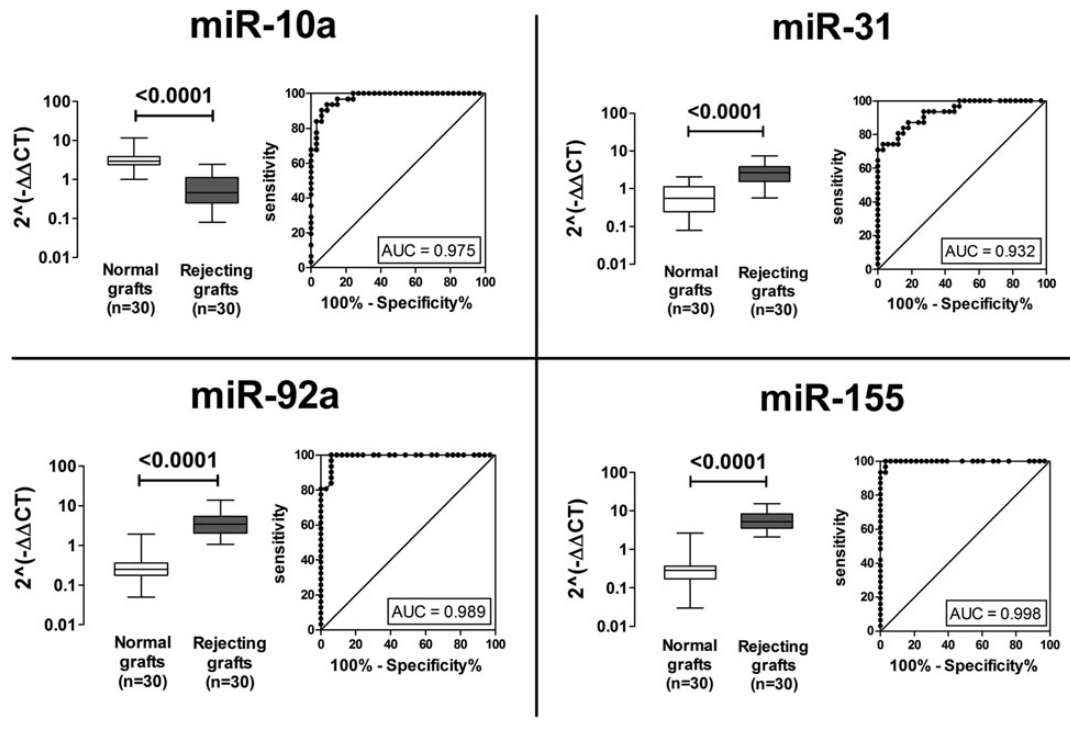 miR-10a
<0.0001
2^(-ΔΔCT)
100
10
1
0.1
0.01
Normal
grafts
(n=30)
Rejecting
grafts
(n=30)
sensitivity
100
80
60
40
20
0
AUC = 0.975
0 20 40 60 80 100
100% - Specificity%
miR-31
<0.0001
2^(-ΔΔCT)
100
10
1
0.1
0.01
Normal
grafts
(n=30)
Rejecting
grafts
(n=30)
sensitivity
100
80
60
40
20
0
AUC = 0.932
0 20 40 60 80 100
100% - Specificity%
miR-92a
<0.0001
2^(-ΔΔCT)
100
10
1
0.1
0.01
Normal
grafts
(n=30)
Rejecting
grafts
(n=30)
sensitivity
100
80
60
40
20
0
AUC = 0.989
0 20 40 60 80 100
100% - Specificity%
miR-155
<0.0001
2^(-ΔΔCT)
100
10
1
0.1
0.01
Normal
grafts
(n=30)
Rejecting
grafts
(n=30)
sensitivity
100
80
60
40
20
0
AUC = 0.998
0 20 40 60 80 100
100% - Specificity%